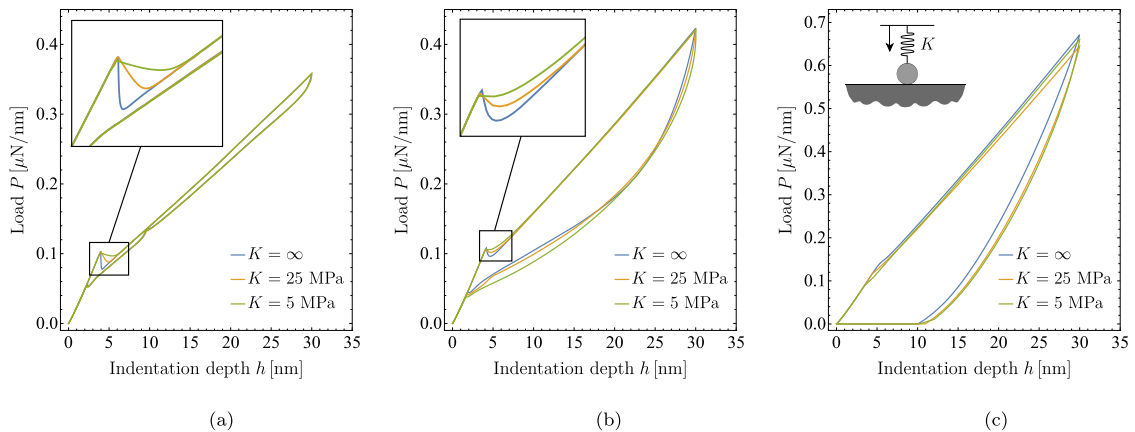 0.4
0.3
0.2
0.1
0.0
Load P [μN/nm]
K = ∞
K = 25 MPa
K = 5 MPa
0 5 10 15 20 25 30 35
Indentation depth h [nm]
(a)
0.4
0.3
0.2
0.1
0.0
Load P [μN/nm]
K = ∞
K = 25 MPa
K = 5 MPa
0 5 10 15 20 25 30 35
Indentation depth h [nm]
(b)
0.7
0.6
0.5
0.4
0.3
0.2
0.1
0.0
Load P [μN/nm]
K
K = ∞
K = 25 MPa
K = 5 MPa
0 5 10 15 20 25 30 35
Indentation depth h [nm]
(c)